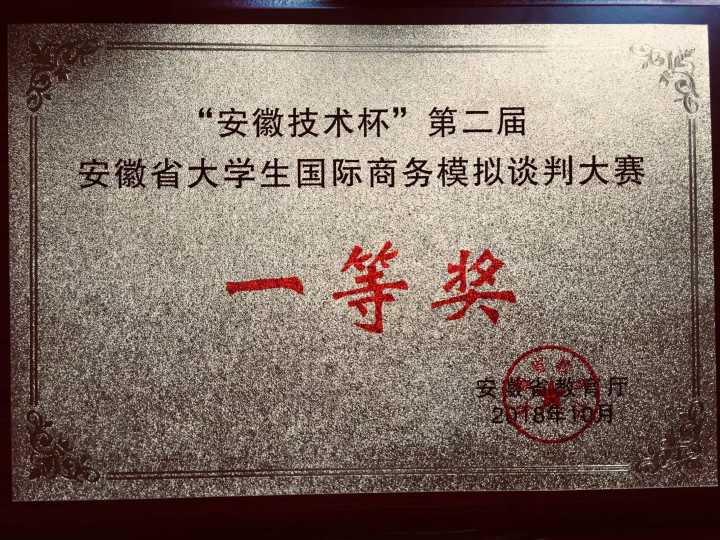 “安徽技术杯”第二届
安徽省大学生国际商务模拟谈判大赛
一等奖
安徽省教育厅
2018年10月